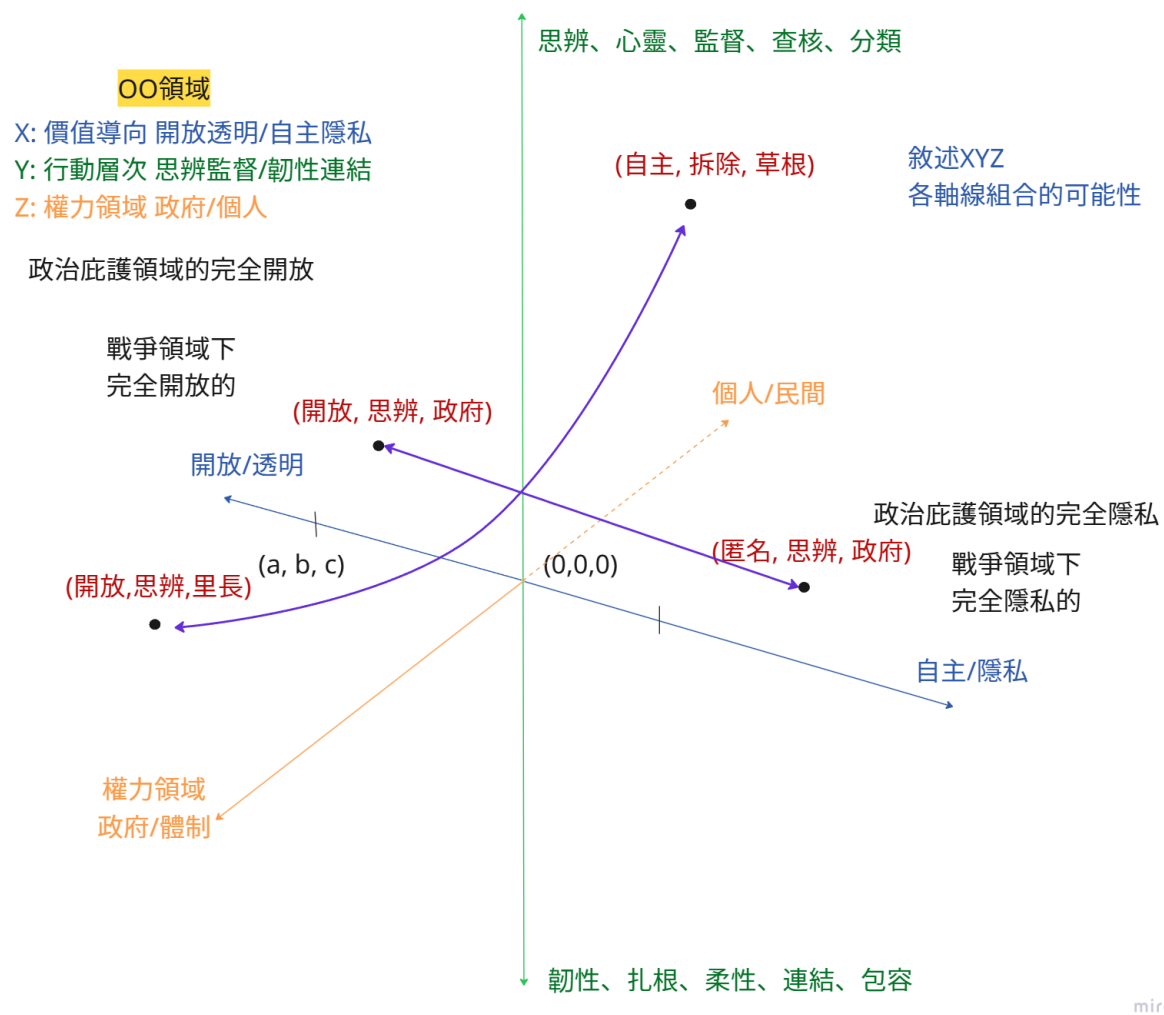 思辨、心靈、監督、查核、分類
OO領域
X: 價值導向 開放透明/自主隱私
Y: 行動層次 思辨監督/韌性連結
Z: 權力領域 政府/個人
(自主, 拆除, 草根)
敘述XYZ
各軸線組合的可能性
政治庇護領域的完全開放
戰爭領域下
完全開放的
(開放, 思辨, 政府)
個人/民間
開放/透明
政治庇護領域的完全隱私
(匿名, 思辨, 政府)
戰爭領域下
完全隱私的
(a, b, c)
(0,0,0)
(開放,思辨,里長)
自主/隱私
權力領域
政府/體制
韌性、扎根、柔性、連結、包容
mir